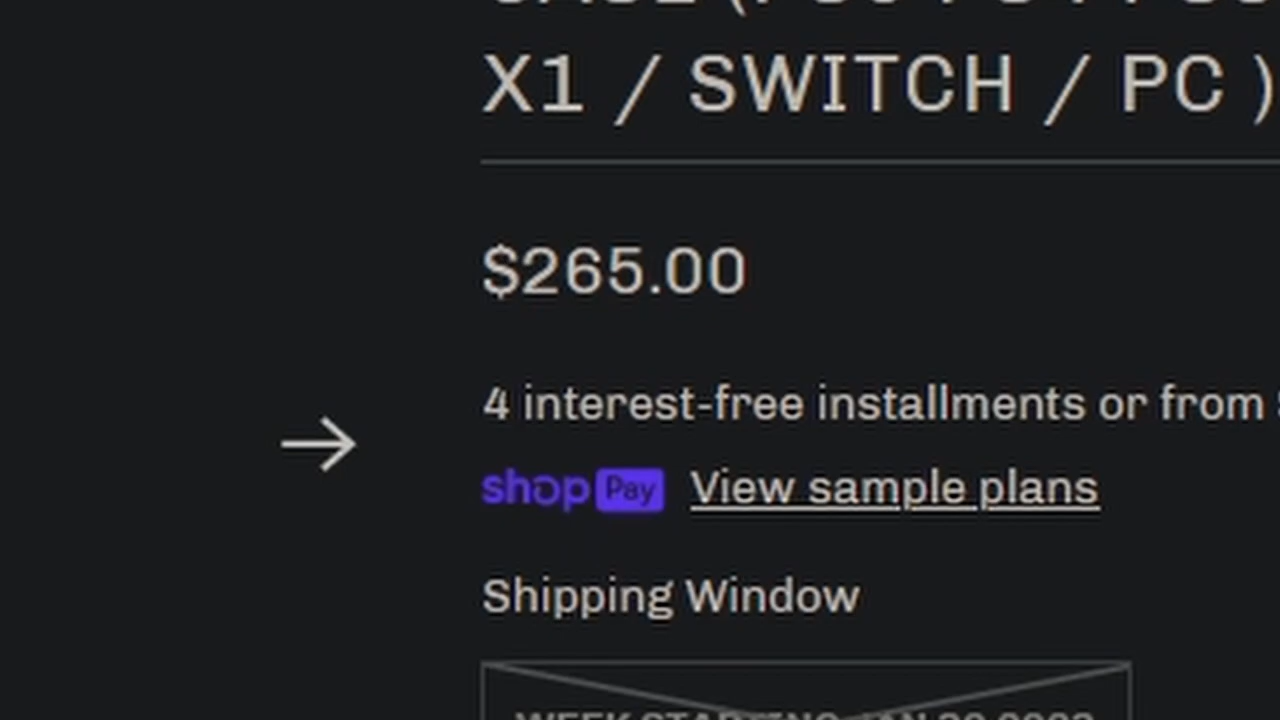 X1 / SWITCH / PC )
$265.00
4 interest-free installments or from
shop Pay View sample plans
Shipping Window